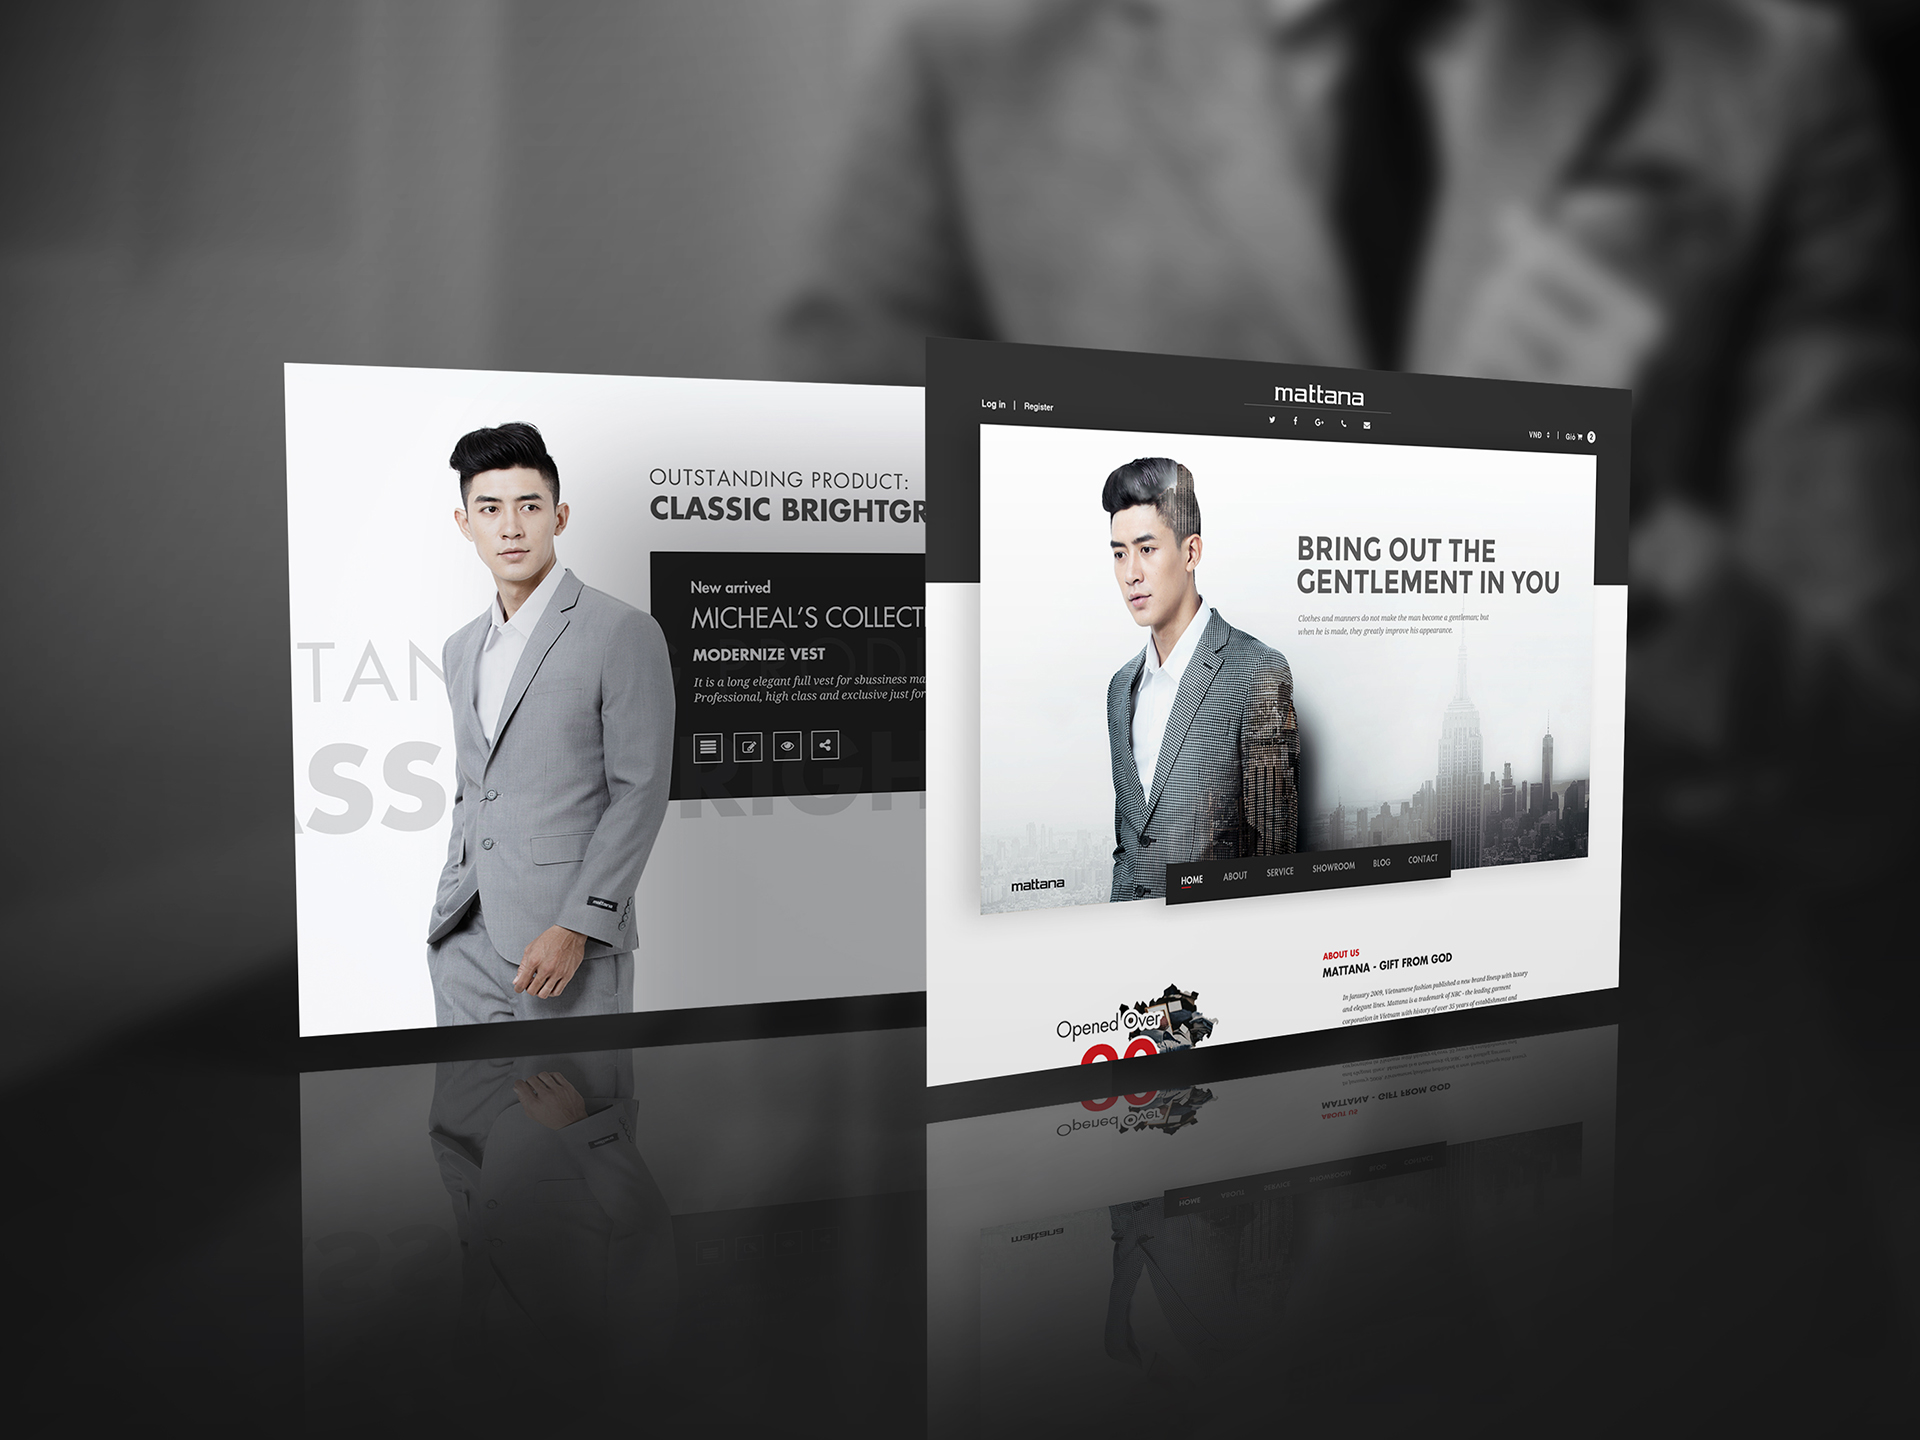 OUTSTANDING PRODUCT:
CLASSIC BRIGHTGR
New arrived
MICHEAL'S COLLECTI
MODERNIZE VEST
It is a long elegant full vest for sbussiness ma
Professional, high class and exclusive just for
TAN G PRODU
ASS RIGH
mattana
mattana
Log in | Register
VNĐ | Giỏ 2
BRING OUT THE
GENTLEMENT IN YOU
Clothes and manners do not make the man become a gentleman; but
when he is made, they greatly improve his appearance.
mattana
HOME ABOUT SERVICE SHOWROOM BLOG CONTACT
ABOUT US
MATTANA - GIFT FROM GOD
In January 2009, Vietnamese fashion published a new brand lineup with luxury
and elegant lines. Mattana is a trademark of NBC - the leading garment
corporation in Vietnam with history of over 35 years of establishment and
Opened Over